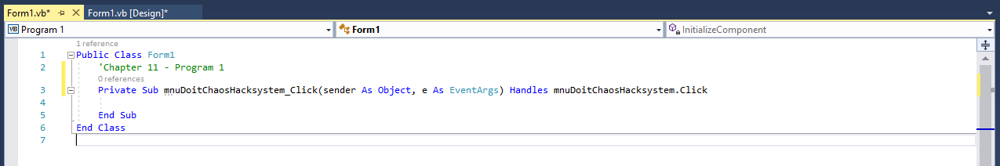 Form1.vb* Form1.vb [Design]*
VB Program 1 Form1 InitializeComponent
1 reference
1 Public Class Form1
2 'Chapter 11 - Program 1
0 references
3 Private Sub mnuDoitChaosHacksystem_Click(sender As Object, e As EventArgs) Handles mnuDoitChaosHacksystem.Click
4
5 End Sub
6 End Class
7